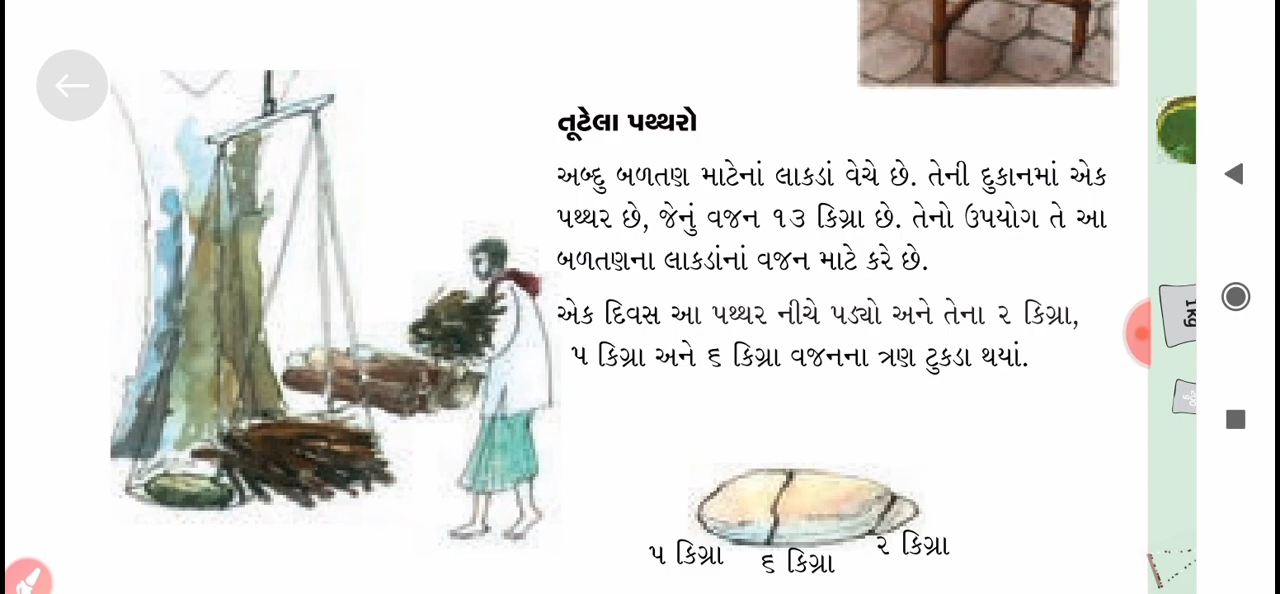 તૂટેલા પથ્થરો
અબ્દુ બળતણ માટેનાં લાકડાં વેચે છે. તેની દુકાનમાં એક
પથ્થર છે, જેનું વજન ૧૩ કિગ્રા છે. તેનો ઉપયોગ તે આ
બળતણના લાકડાંનાં વજન માટે કરે છે.
એક દિવસ આ પથ્થર નીચે પડ્યો અને તેના ૨ કિગ્રા,
૫ કિગ્રા અને ૬ કિગ્રા વજનના ત્રણ ટુકડા થયાં.
૫ કિગ્રા
૬ કિગ્રા
૨ કિગ્રા
1kg